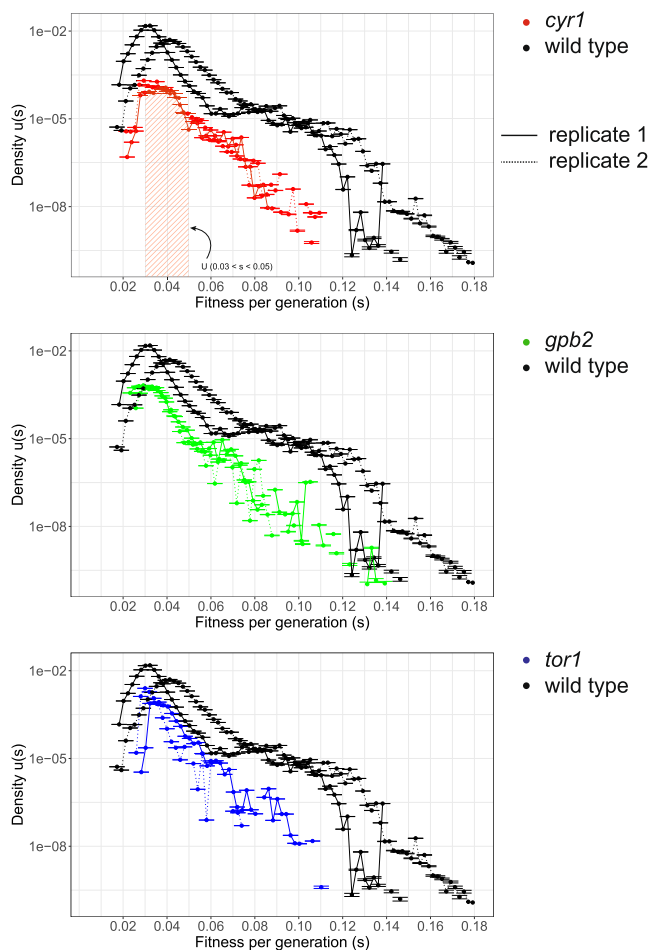 cyr1
wild type
replicate 1
replicate 2
Density u(s)
1e−02
1e−05
1e−08
U (0.03 < s < 0.05)
0.02 0.04 0.06 0.08 0.10 0.12 0.14 0.16 0.18
Fitness per generation (s)
gpb2
wild type
Density u(s)
1e−02
1e−05
1e−08
0.02 0.04 0.06 0.08 0.10 0.12 0.14 0.16 0.18
Fitness per generation (s)
tor1
wild type
Density u(s)
1e−02
1e−05
1e−08
0.02 0.04 0.06 0.08 0.10 0.12 0.14 0.16 0.18
Fitness per generation (s)